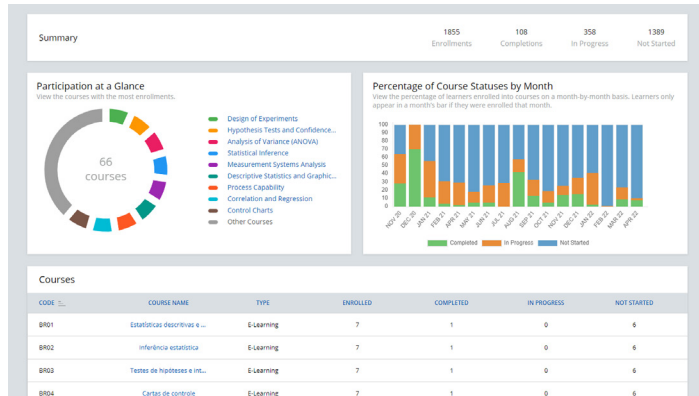 Summary
1855
108
358
1389
Enrollments
Completions
In Progress
Not Started
Participation at a Glance
View the courses with the most enrollments.
66
courses
Design of Experiments
Hypothesis Tests and Confidence...
Analysis of Variance (ANOVA)
Statistical Inference
Measurement Systems Analysis
Descriptive Statistics and Graphic...
Process Capability
Correlation and Regression
Control Charts
Other Courses
Percentage of Course Statuses by Month
View the percentage of learners enrolled into courses on a month-by-month basis. Learners only
appear in a month's bar if they were enrolled that month.
100
90
80
70
60
50
40
30
20
10
0
NOV 20
DEC 20
JAN 21
FEB 21
APR 21
MAY 21
JUN 21
JUL 21
AUG 21
SEP 21
OCT 21
NOV 21
DEC 21
JAN 22
FEB 22
MAR 22
APR 22
Completed
In Progress
Not Started
Courses
CODE
COURSE NAME
TYPE
ENROLLED
COMPLETED
IN PROGRESS
NOT STARTED
BR01 Estatísticas descritivas e ... E-Learning 7 1 0 6
BR02 Inferência estatística E-Learning 7 1 0 6
BR03 Testes de hipóteses e int... E-Learning 7 1 0 6
BR04 Cartas de controle E-Learning 7 1 0 6